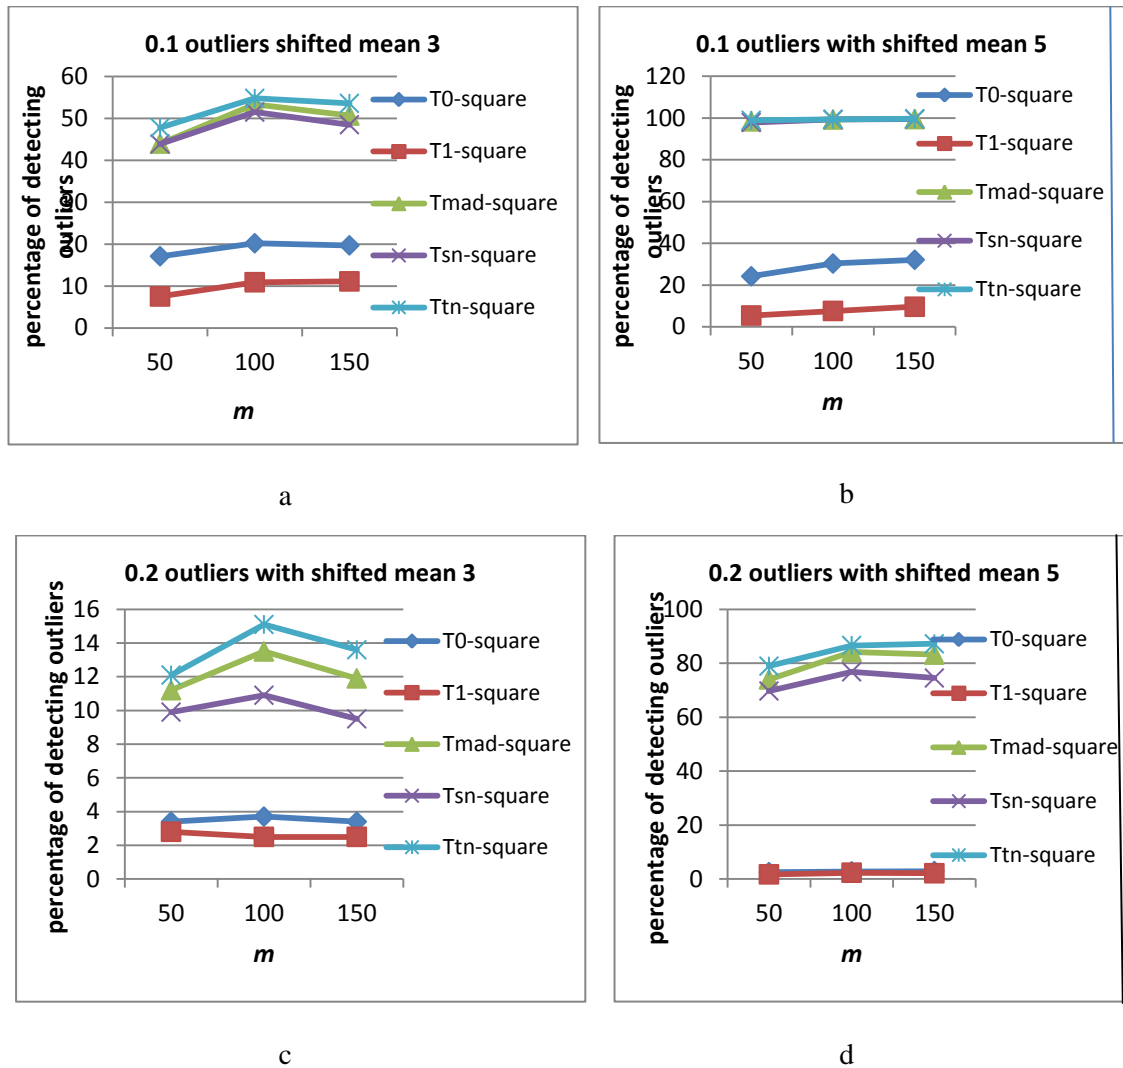 0.1 outliers shifted mean 3
percentage of detecting
outliers
60
50
40
30
20
10
0
50 100 150
m
T0-square
T1-square
Tmad-square
Tsn-square
Ttn-square
a
0.1 outliers with shifted mean 5
percentage of detecting
outliers
120
100
80
60
40
20
0
50 100 150
m
T0-square
T1-square
Tmad-square
Tsn-square
Ttn-square
b
0.2 outliers with shifted mean 3
percentage of detecting outliers
16
14
12
10
8
6
4
2
0
50 100 150
m
T0-square
T1-square
Tmad-square
Tsn-square
Ttn-square
c
0.2 outliers with shifted mean 5
percentage of detecting outliers
100
80
60
40
20
0
50 100 150
m
T0-square
T1-square
Tmad-square
Tsn-square
Ttn-square
d